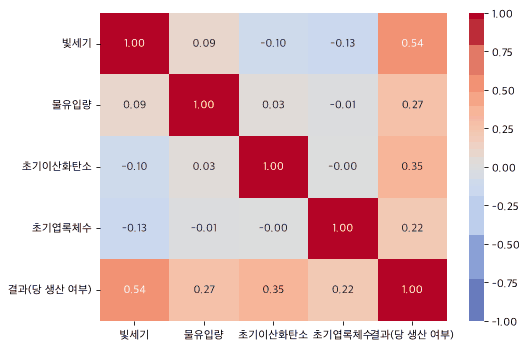 빛세기 1.00 0.09 -0.10 -0.13 0.54
물유입량 0.09 1.00 0.03 -0.01 0.27
초기이산화탄소 -0.10 0.03 1.00 -0.00 0.35
초기엽록체수 -0.13 -0.01 -0.00 1.00 0.22
결과(당 생산 여부) 0.54 0.27 0.35 0.22 1.00
빛세기 물유입량 초기이산화탄소 초기엽록체수 결과(당 생산 여부)
1.00
0.75
0.50
0.25
0.00
-0.25
-0.50
-0.75
-1.00